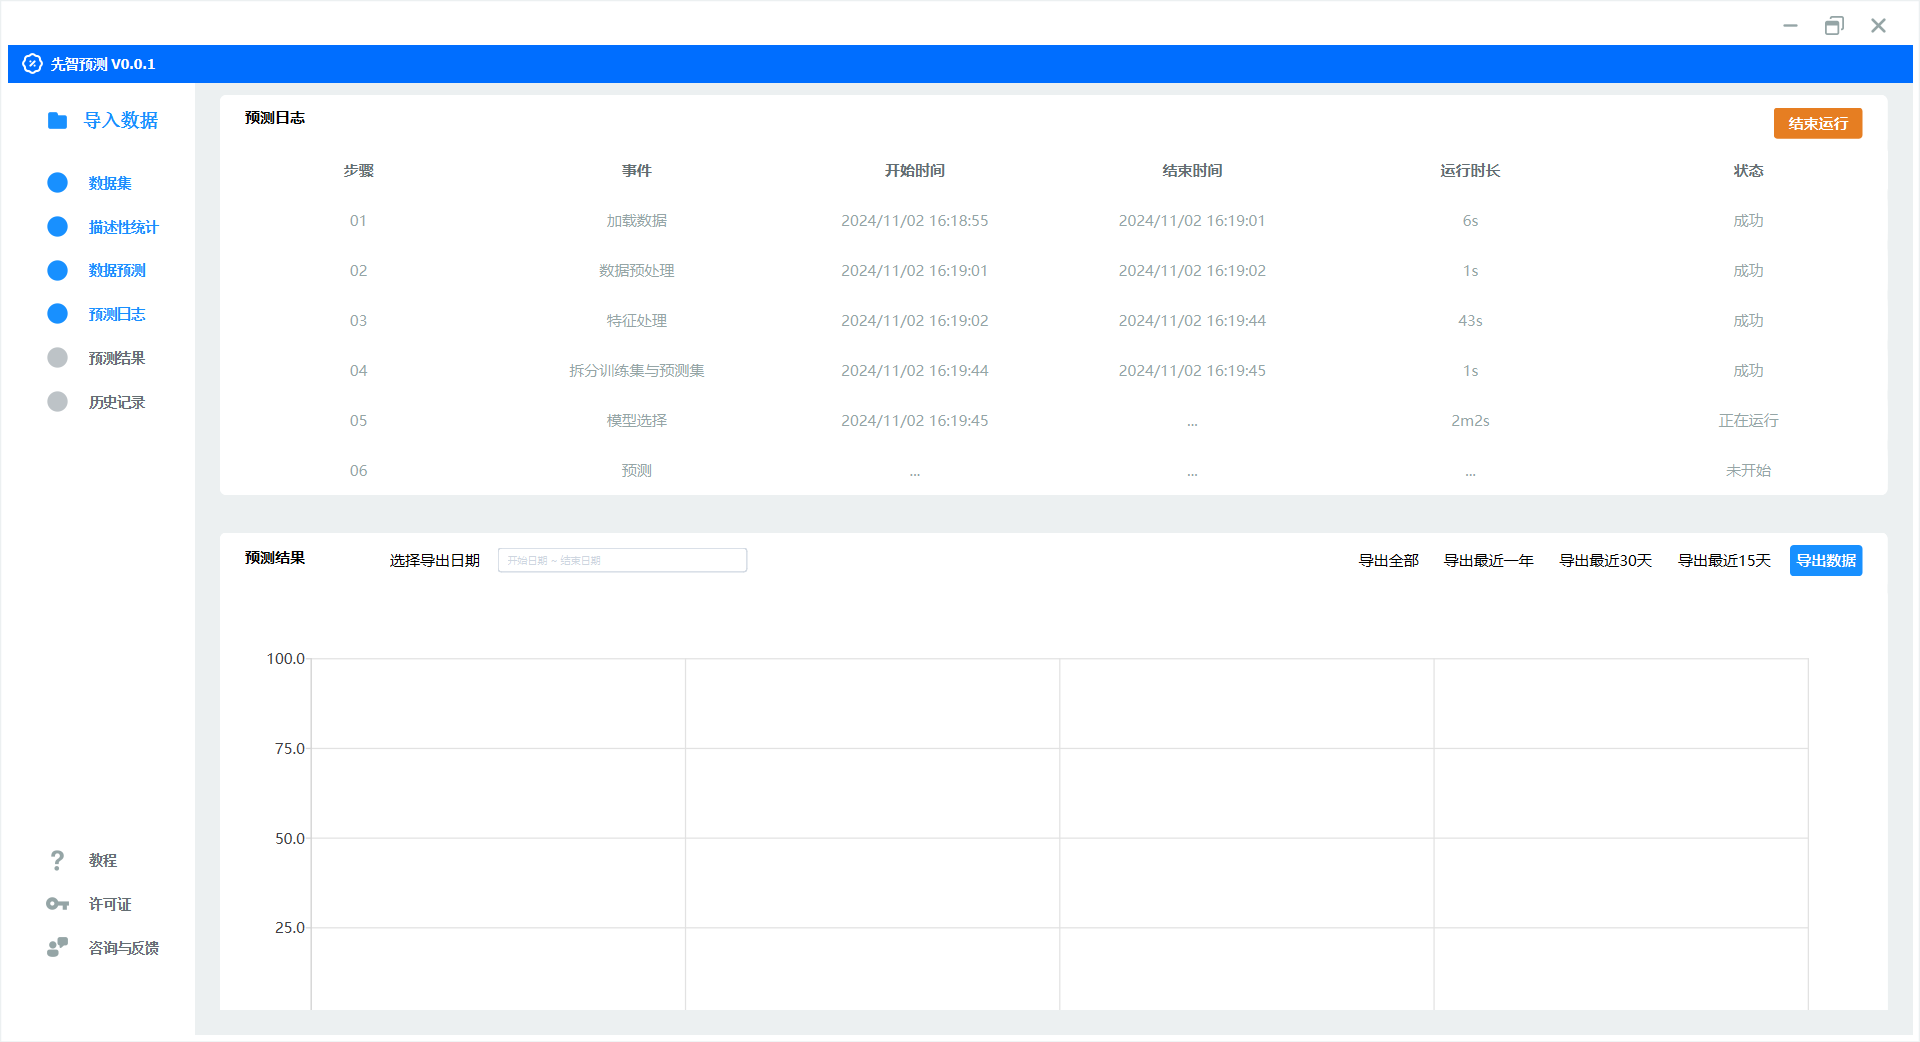 先智预测 V0.0.1
导入数据
数据集
描述性统计
数据预测
预测日志
预测结果
历史记录
教程
许可证
咨询与反馈
预测日志
结束运行
步骤 事件 开始时间 结束时间 运行时长 状态
01 加载数据 2024/11/02 16:18:55 2024/11/02 16:19:01 6s 成功
02 数据预处理 2024/11/02 16:19:01 2024/11/02 16:19:02 1s 成功
03 特征处理 2024/11/02 16:19:02 2024/11/02 16:19:44 43s 成功
04 拆分训练集与预测集 2024/11/02 16:19:44 2024/11/02 16:19:45 1s 成功
05 模型选择 2024/11/02 16:19:45 ... 2m2s 正在运行
06 预测 ... ... ... 未开始
预测结果 选择导出日期 开始日期 ~ 结束日期 导出全部 导出最近一年 导出最近30天 导出最近15天 导出数据
100.0
75.0
50.0
25.0